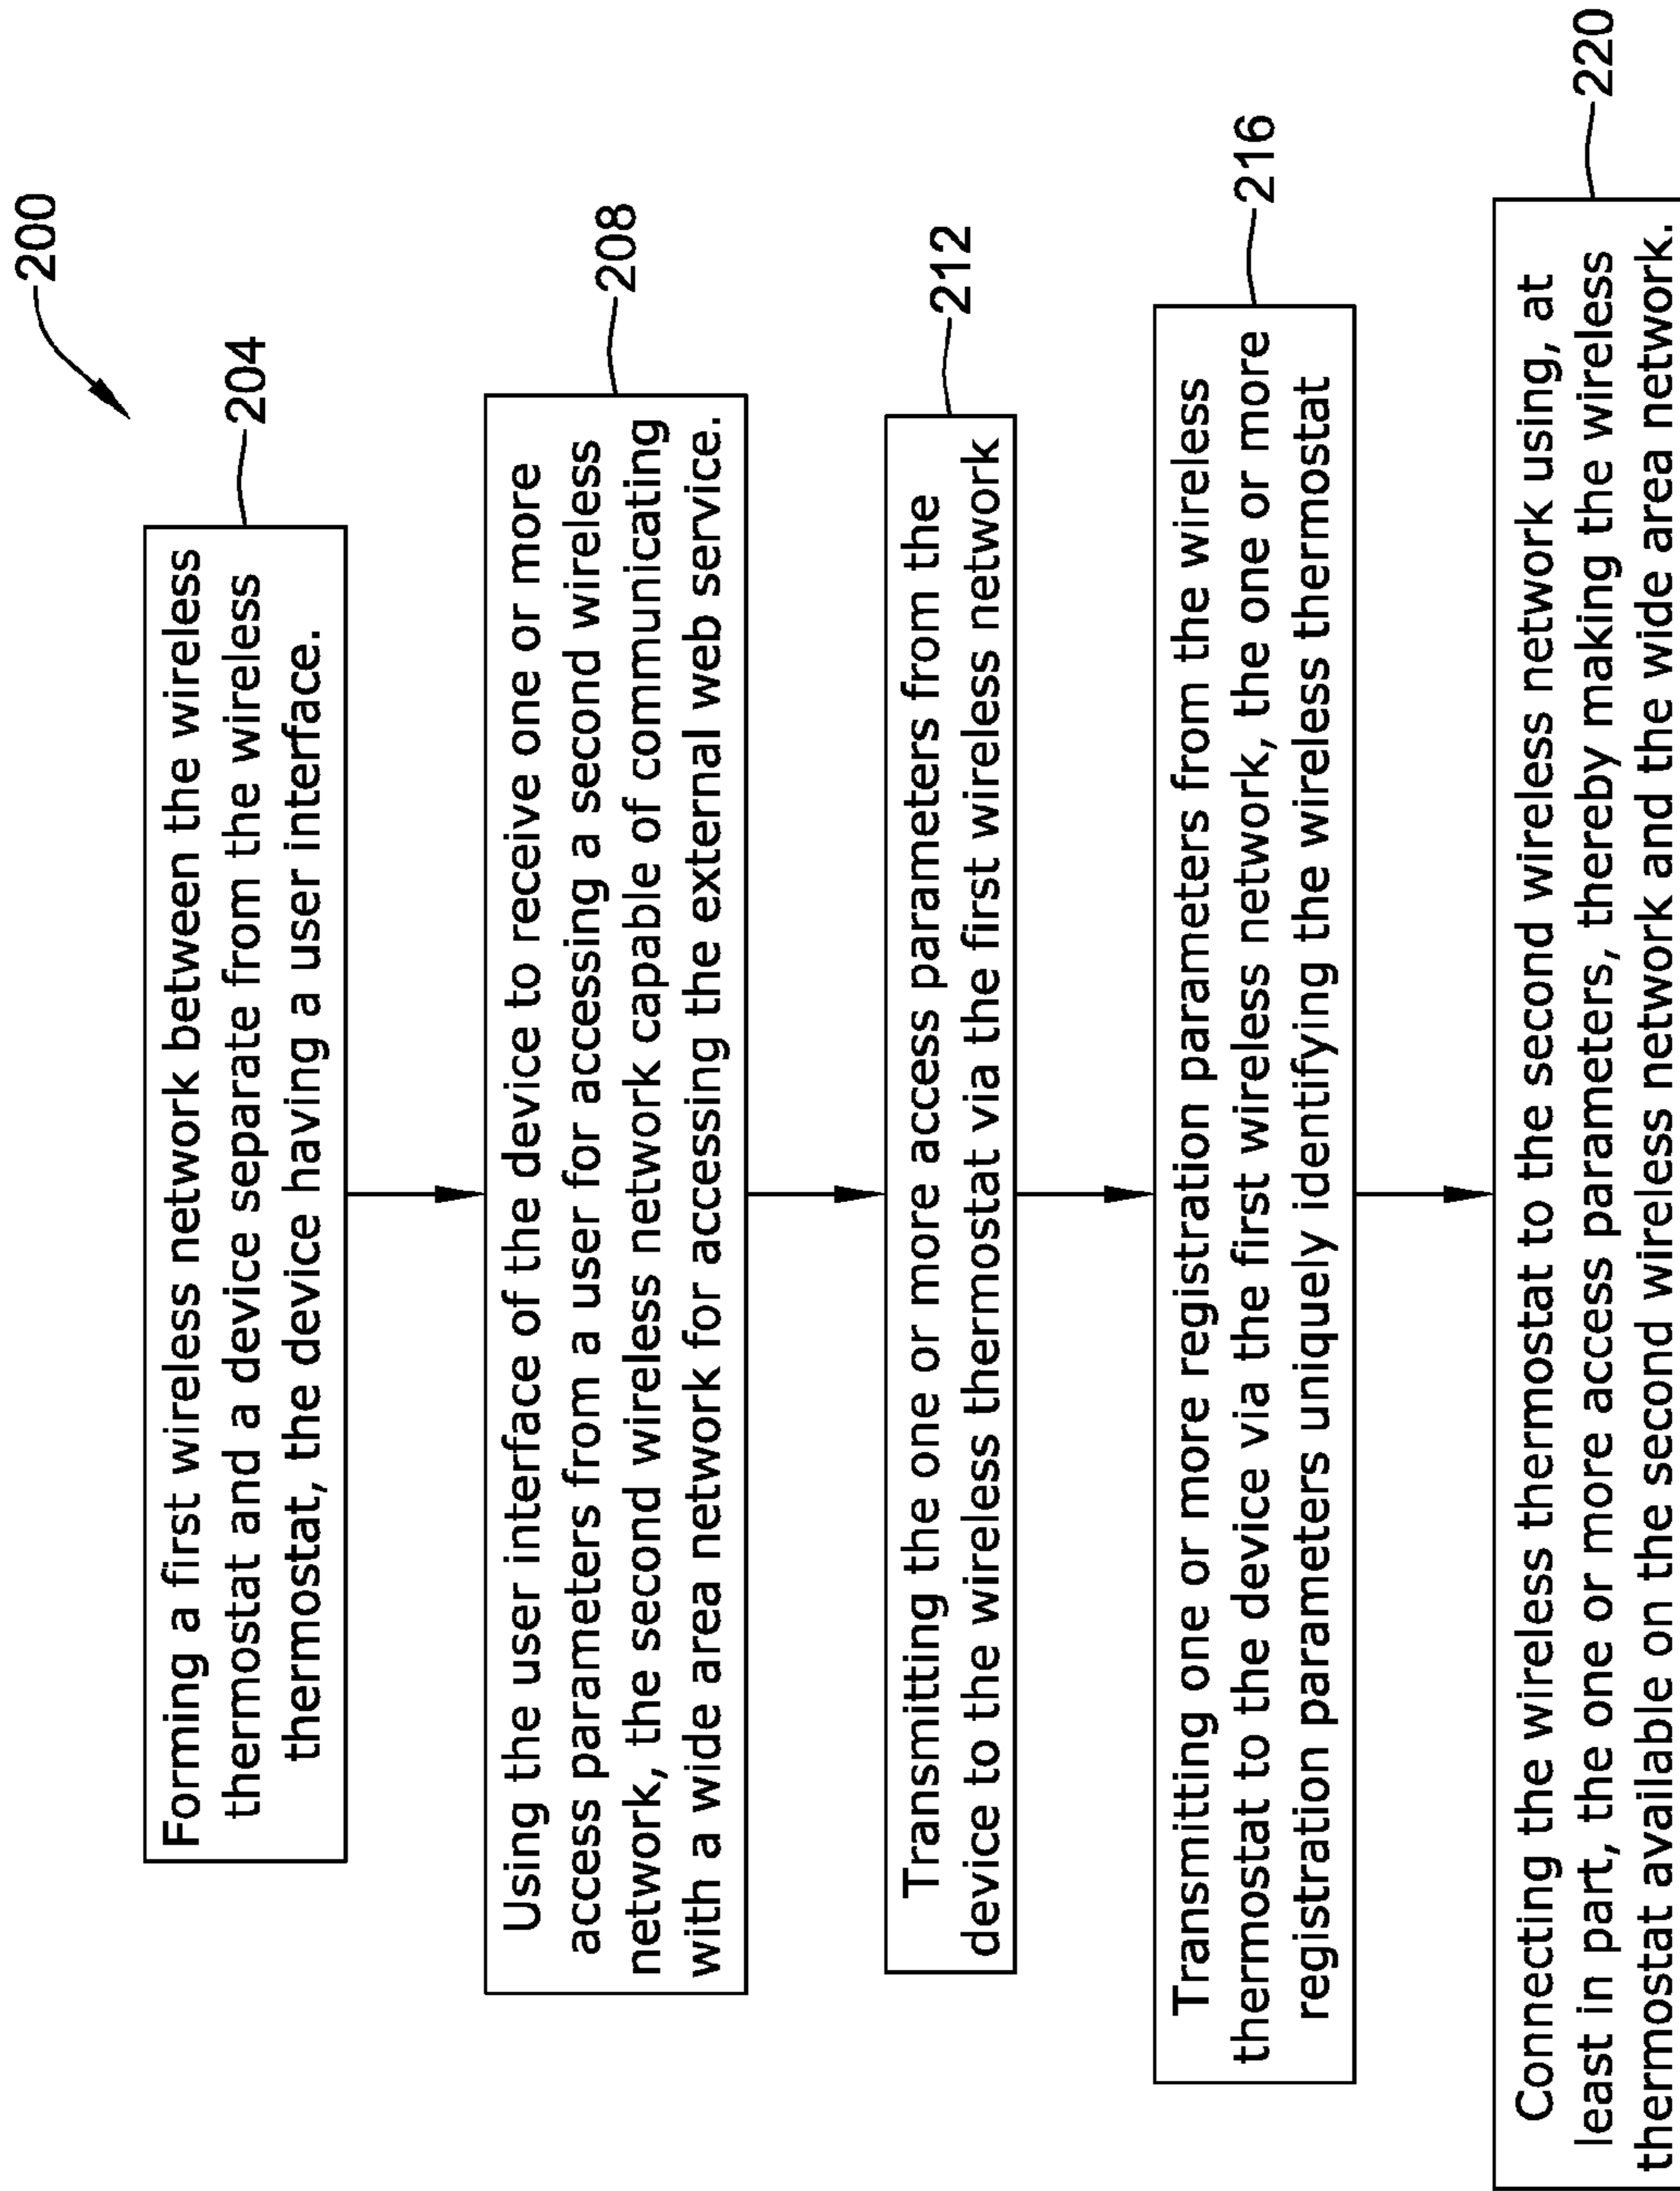 200
204
Forming a first wireless network between the wireless
thermostat and a device separate from the wireless
thermostat, the device having a user interface.
208
Using the user interface of the device to receive one or more
access parameters from a user for accessing a second wireless
network, the second wireless network capable of communicating
with a wide area network for accessing the external web service.
212
Transmitting the one or more access parameters from the
device to the wireless thermostat via the first wireless network
216
Transmitting one or more registration parameters from the wireless
thermostat to the device via the first wireless network, the one or more
registration parameters uniquely identifying the wireless thermostat
220
Connecting the wireless thermostat to the second wireless network using, at
least in part, the one or more access parameters, thereby making the wireless
thermostat available on the second wireless network and the wide area network.